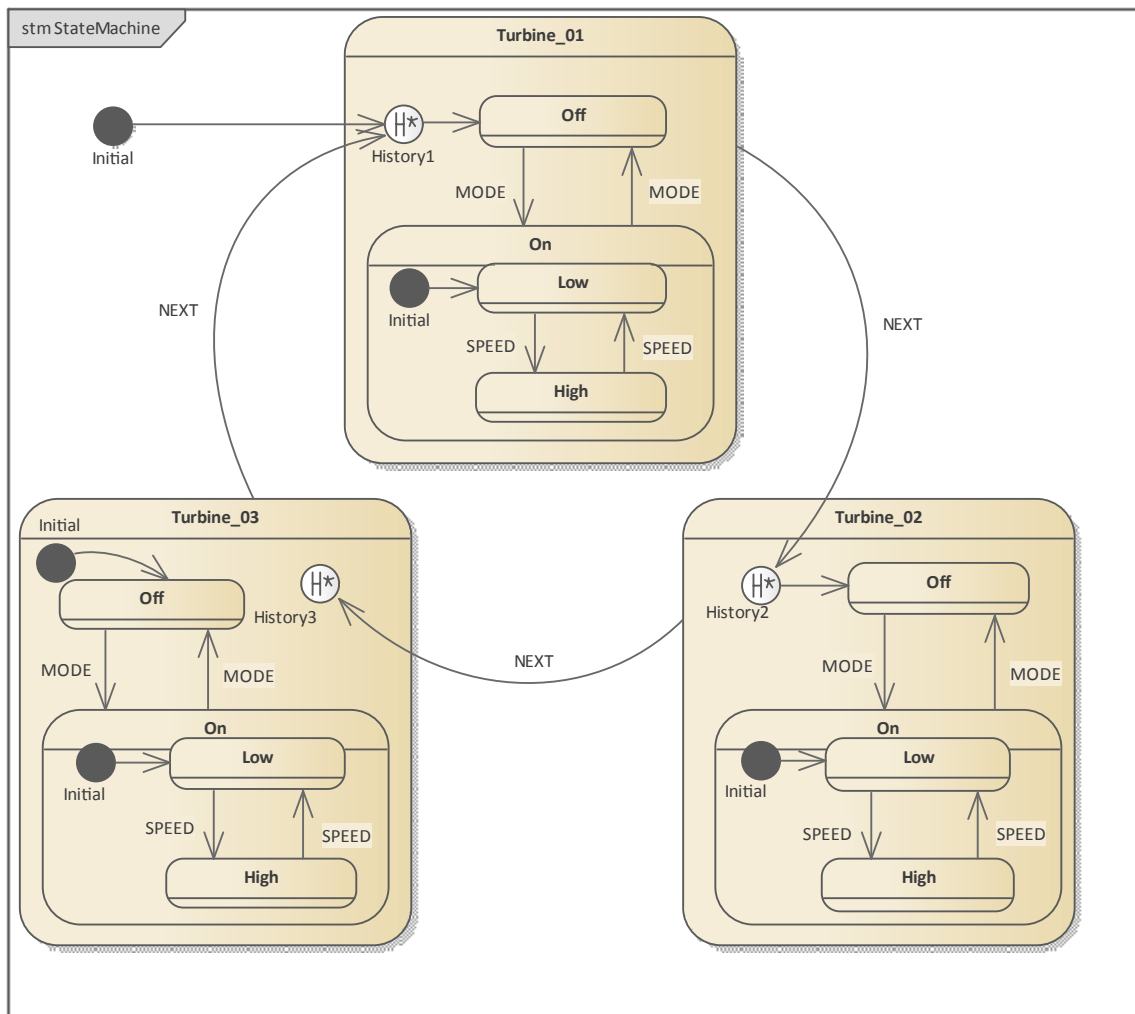 stm StateMachine
Turbine_01
Initial
H*
History1
Off
MODE
MODE
On
Initial
Low
SPEED
SPEED
High
NEXT
NEXT
Turbine_03
Initial
Off
H*
History3
MODE
MODE
On
Initial
Low
SPEED
SPEED
High
NEXT
Turbine_02
H*
History2
Off
MODE
MODE
On
Initial
Low
SPEED
SPEED
High